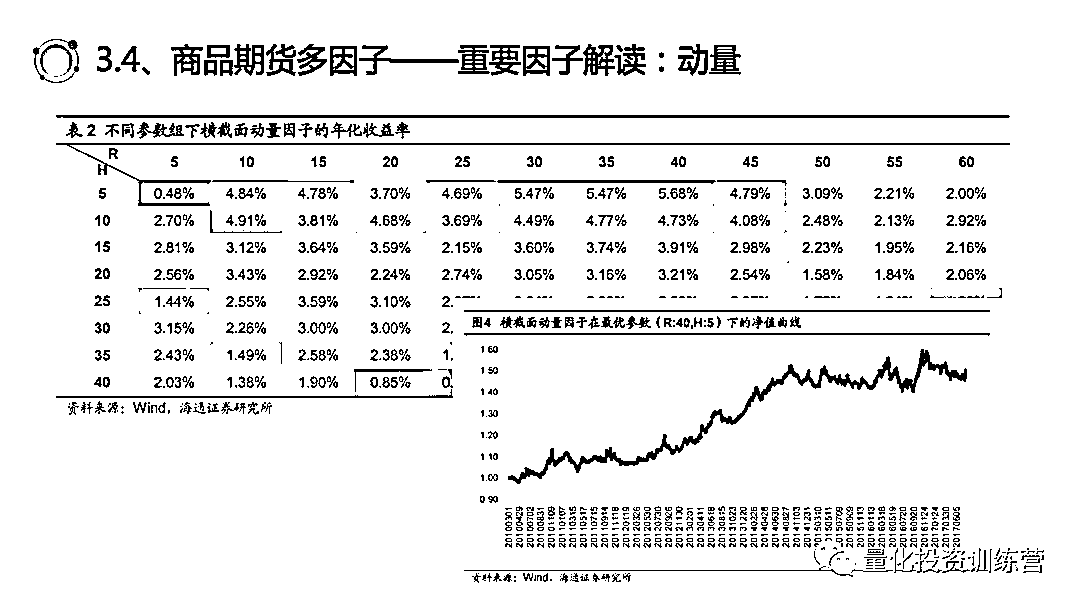 3.4、商品期货多因子——重要因子解读：动量
表 2 不同参数组下横截面动量因子的年化收益率
R
H
5 10 15 20 25 30 35 40 45 50 55 60
5 0.48% 4.84% 4.78% 3.70% 4.69% 5.47% 5.47% 5.68% 4.79% 3.09% 2.21% 2.00%
10 2.70% 4.91% 3.81% 4.68% 3.69% 4.49% 4.77% 4.73% 4.08% 2.48% 2.13% 2.92%
15 2.81% 3.12% 3.64% 3.59% 2.15% 3.60% 3.74% 3.91% 2.98% 2.23% 1.95% 2.16%
20 2.56% 3.43% 2.92% 2.24% 2.74% 3.05% 3.16% 3.21% 2.54% 1.58% 1.84% 2.06%
25 1.44% 2.55% 3.59% 3.10% 2.
30 3.15% 2.26% 3.00% 3.00% 2.
35 2.43% 1.49% 2.58% 2.38% 1.
40 2.03% 1.38% 1.90% 0.85% 0.
资料来源：Wind，海通证券研究所
图4 横截面动量因子在最优参数（R:40,H:5）下的净值曲线
1.60
1.50
1.40
1.30
1.20
1.10
1.00
0.90
资料来源：Wind，海通证券研究所
量化投资训练营